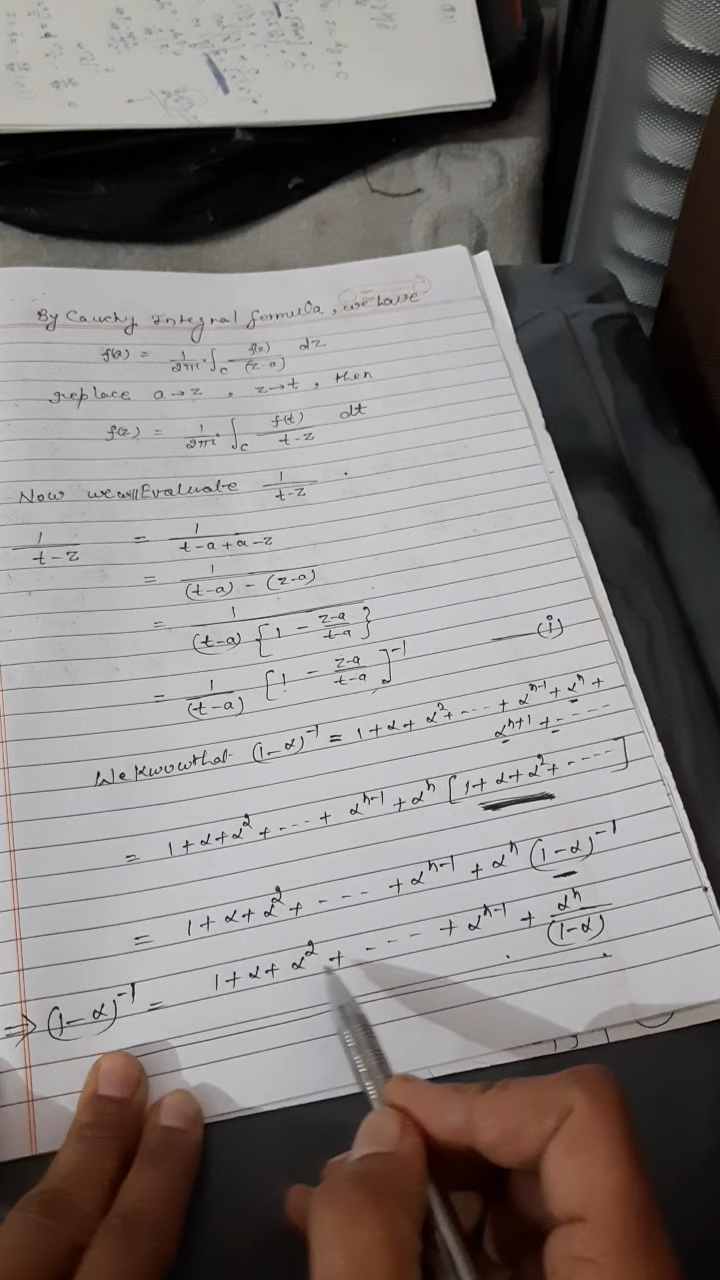 By Cauchy Integral formula, we have
f(a) = 1/2πi ∫_C f(z)/(z-a) dz
replace a→z , z→t , then
f(z) = 1/2πi ∫_C f(t)/t-z dt
Now we will Evaluate 1/t-z .
1/t-z = 1/t-a+a-z
= 1/(t-a) - (z-a)
= 1/(t-a) {1 - z-a/t-a}
= 1/(t-a) [1 - z-a/t-a]^-1 —(i)
We know that (1-α)^-1 = 1+α+α^2+----+α^n-1+α^n+
α^n+1+----
= 1+α+α^2+----+α^n-1+α^n [1+α+α^2+----]
= 1+α+α^2+----+α^n-1+α^n (1-α)^-1
⇒ (1-α)^-1 = 1+α+α^2+----+α^n-1+α^n/(1-α)